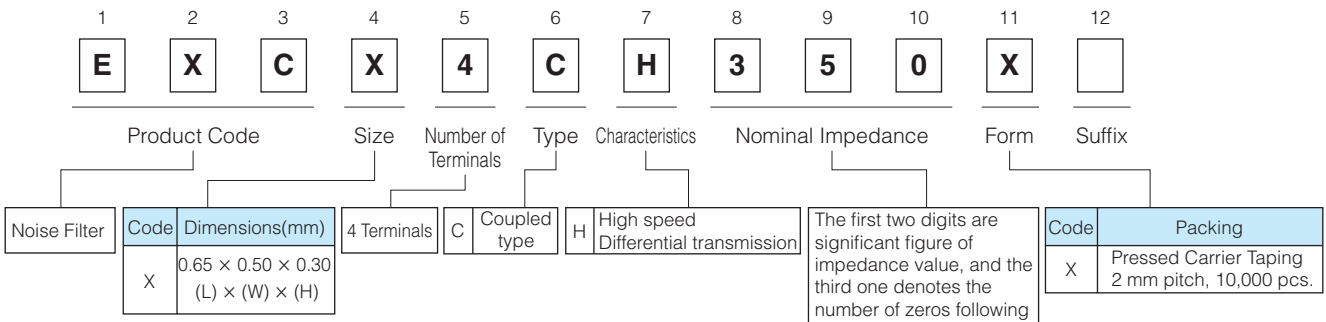 1 2 3 4 5 6 7 8 9 10 11 12
E X C X 4 C H 3 5 0 X
Product Code Size Number of Terminals Type Characteristics Nominal Impedance Form Suffix
Noise Filter
Code Dimensions(mm)
X 0.65 × 0.50 × 0.30
(L) × (W) × (H)
4 Terminals
C Coupled
type
H High speed
Differential transmission
The first two digits are
significant figure of
impedance value, and the
third one denotes the
number of zeros following
Code Packing
X Pressed Carrier Taping
2 mm pitch, 10,000 pcs.